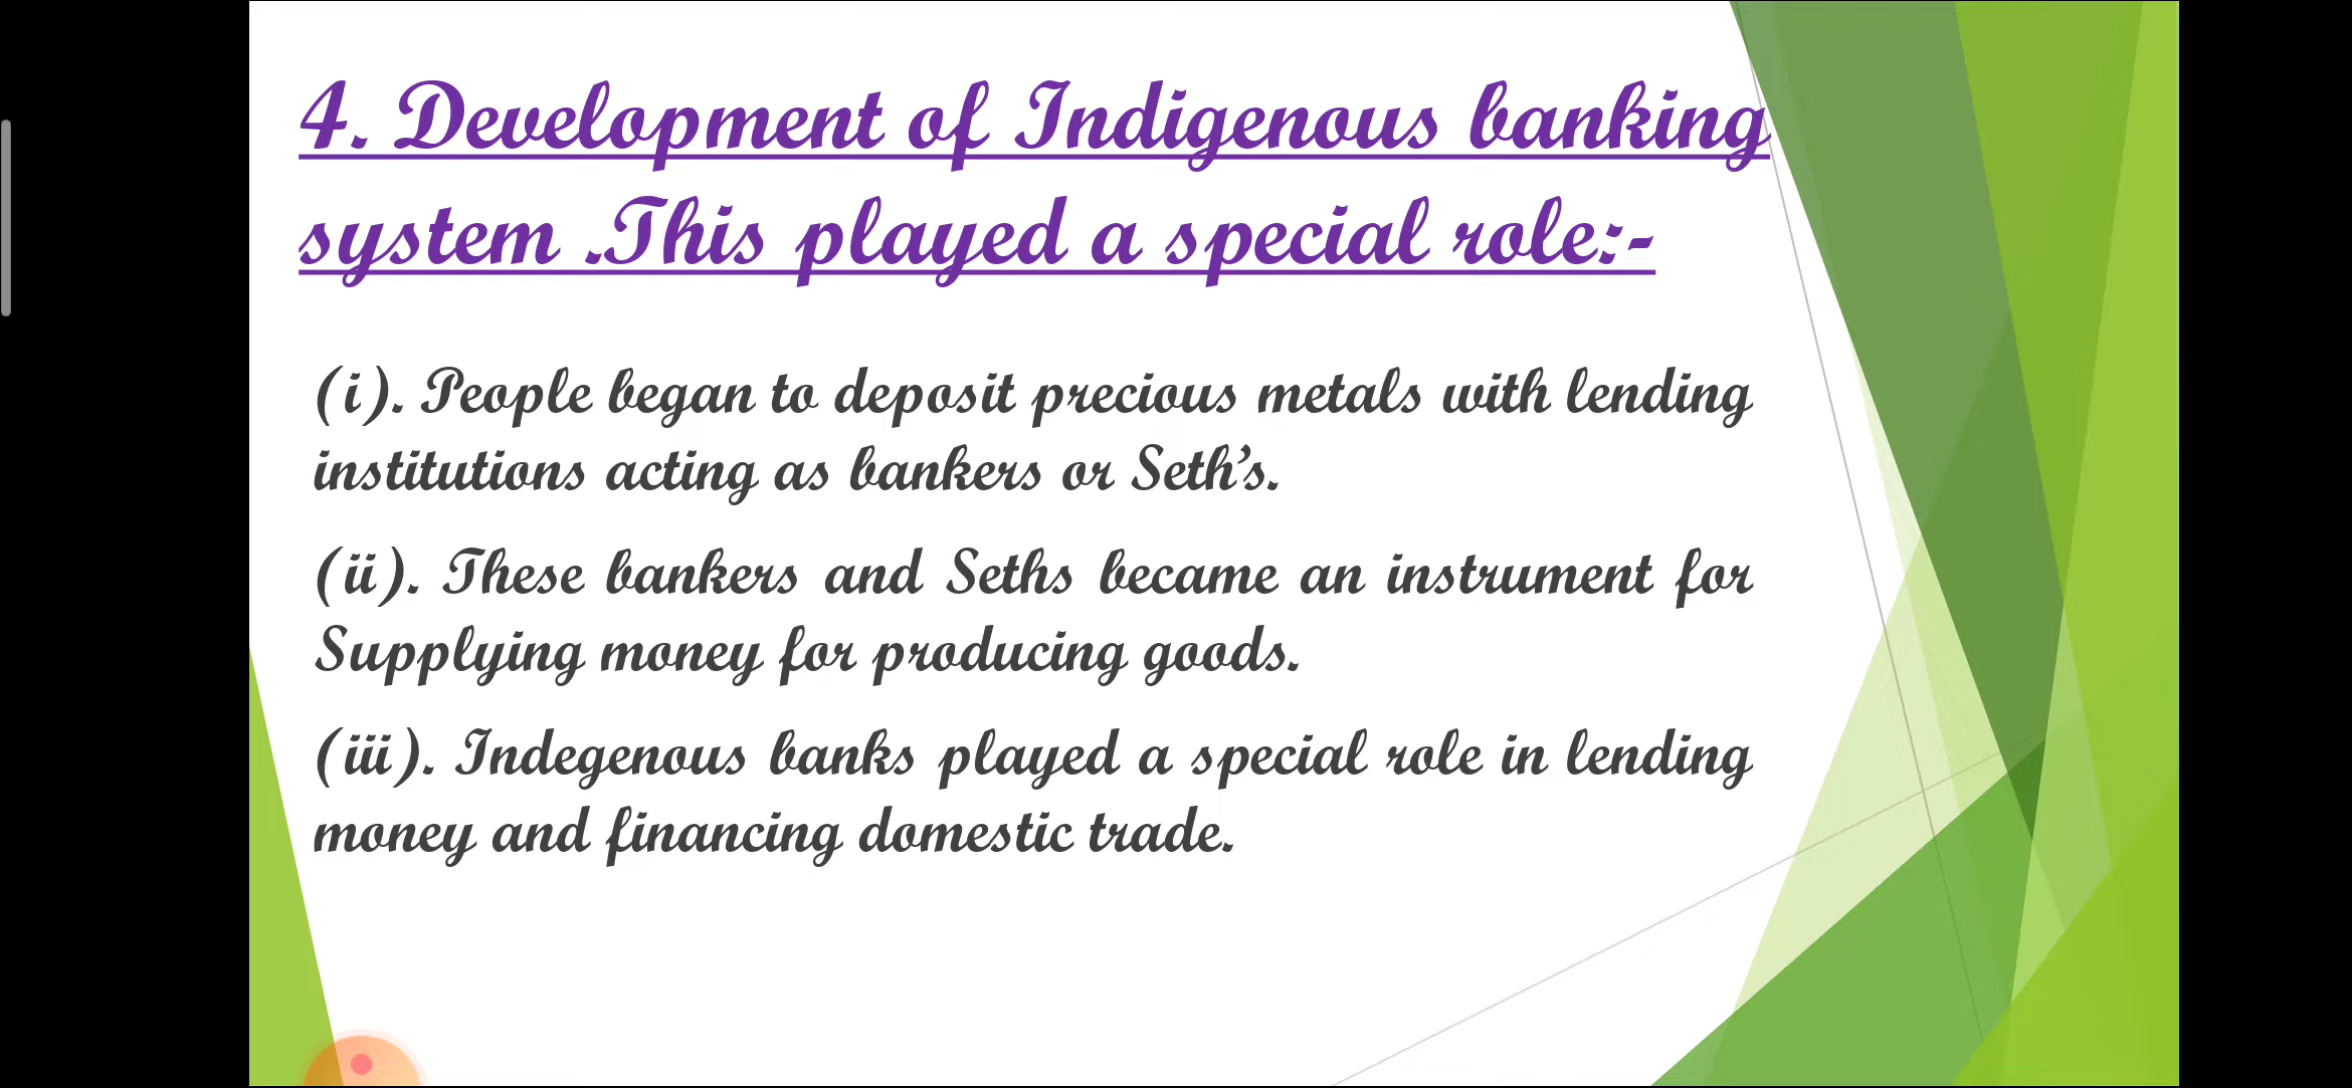 4. Development of Indigenous banking
system .This played a special role:-
(i). People began to deposit precious metals with lending
institutions acting as bankers or Seth’s.
(ii). These bankers and Seths became an instrument for
Supplying money for producing goods.
(iii). Indegenous banks played a special role in lending
money and financing domestic trade.